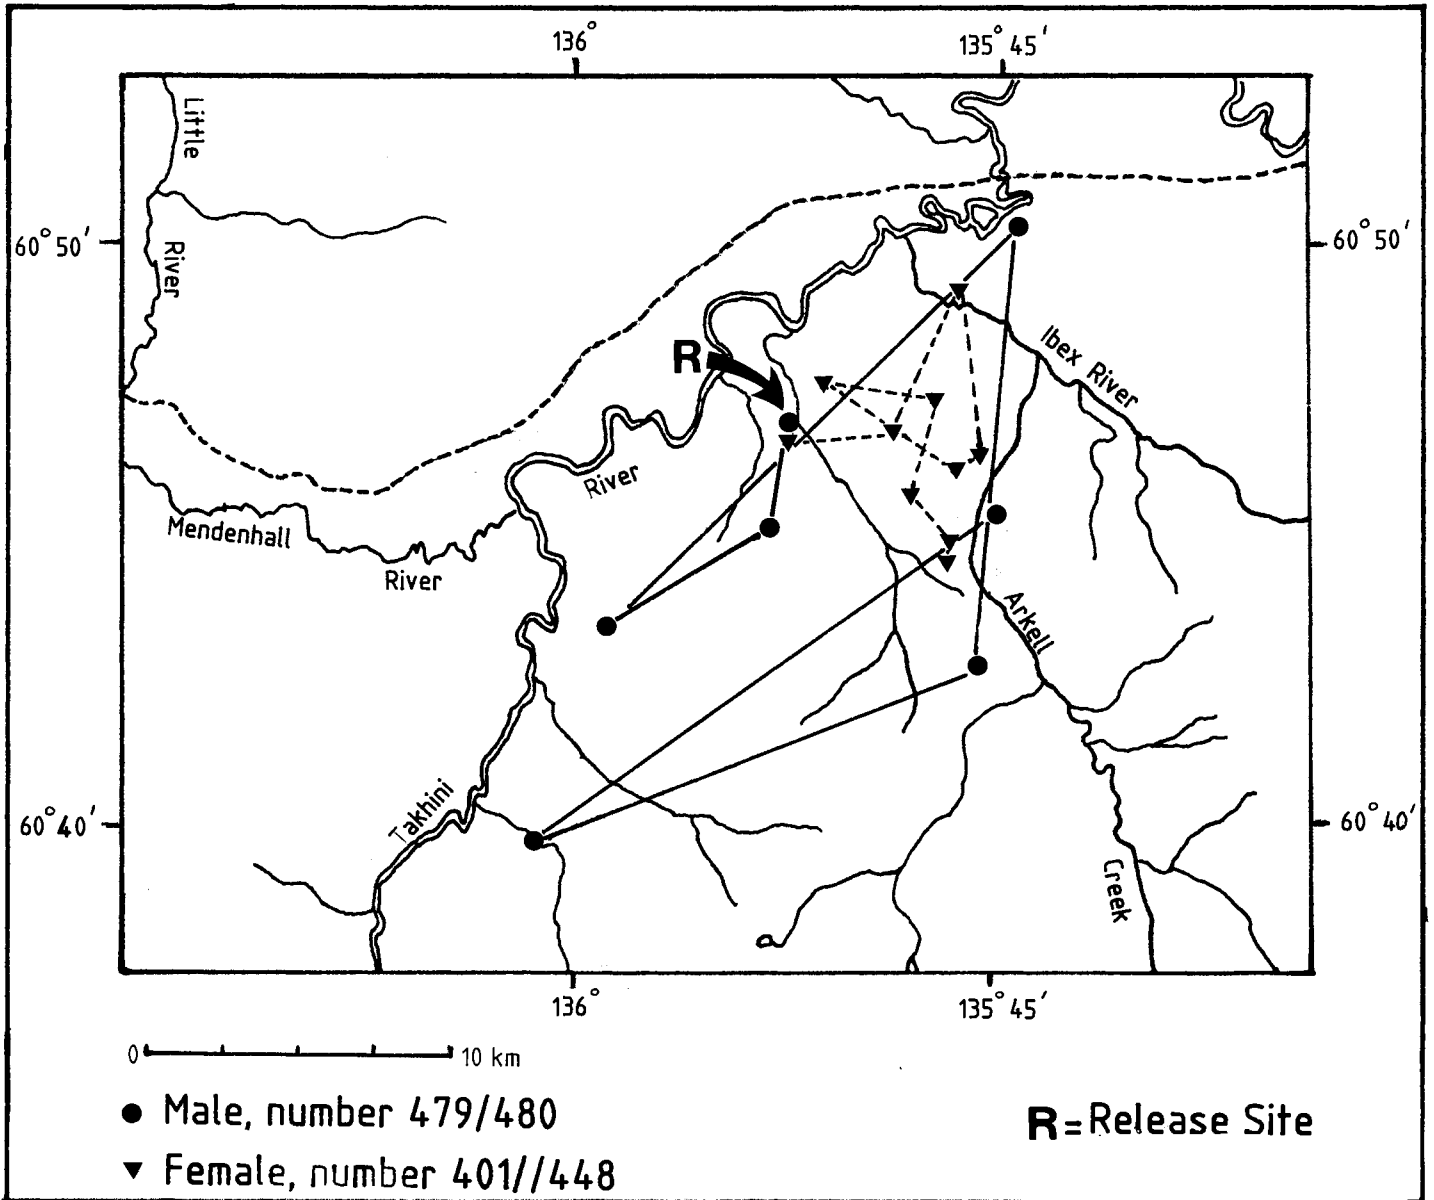 136°
135° 45'
Little
River
60° 50'
60° 50'
R
Ibex River
River
Mendenhall
River
Arkell
Takhini
60° 40'
60° 40'
Creek
136°
135° 45'
0 10 km
Male, number 479/480
R = Release Site
Female, number 401//448